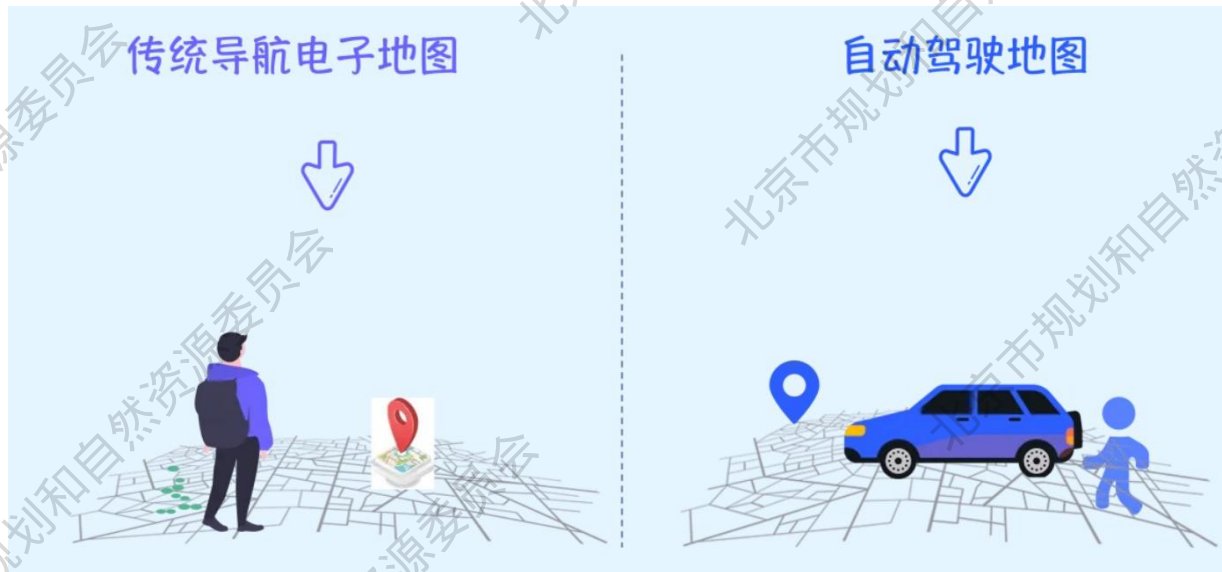 传统导航电子地图
自动驾驶地图
北京市规划和自然资源委员会